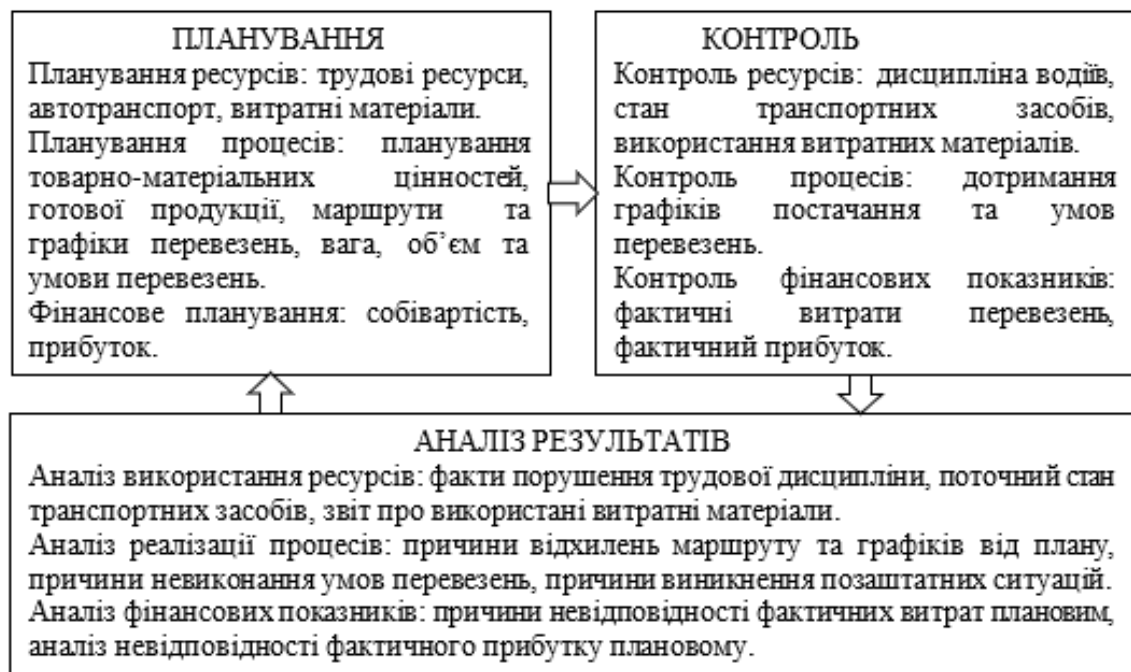 ПЛАНУВАННЯ
Планування ресурсів: трудові ресурси,
автотранспорт, витратні матеріали.
Планування процесів: планування
товарно-матеріальних цінностей,
готової продукції, маршрути та
графіки перевезень, вага, об’єм та
умови перевезень.
Фінансове планування: собівартість,
прибуток.
КОНТРОЛЬ
Контроль ресурсів: дисципліна водіїв,
стан транспортних засобів,
використання витратних матеріалів.
Контроль процесів: дотримання
графіків постачання та умов
перевезень.
Контроль фінансових показників:
фактичні витрати перевезень,
фактичний прибуток.
АНАЛІЗ РЕЗУЛЬТАТІВ
Аналіз використання ресурсів: факти порушення трудової дисципліни, поточний стан
транспортних засобів, звіт про використані витратні матеріали.
Аналіз реалізації процесів: причини відхилень маршруту та графіків від плану,
причини невиконання умов перевезень, причини виникнення позаштатних ситуацій.
Аналіз фінансових показників: причини невідповідності фактичних витрат плановим,
аналіз невідповідності фактичного прибутку плановому.